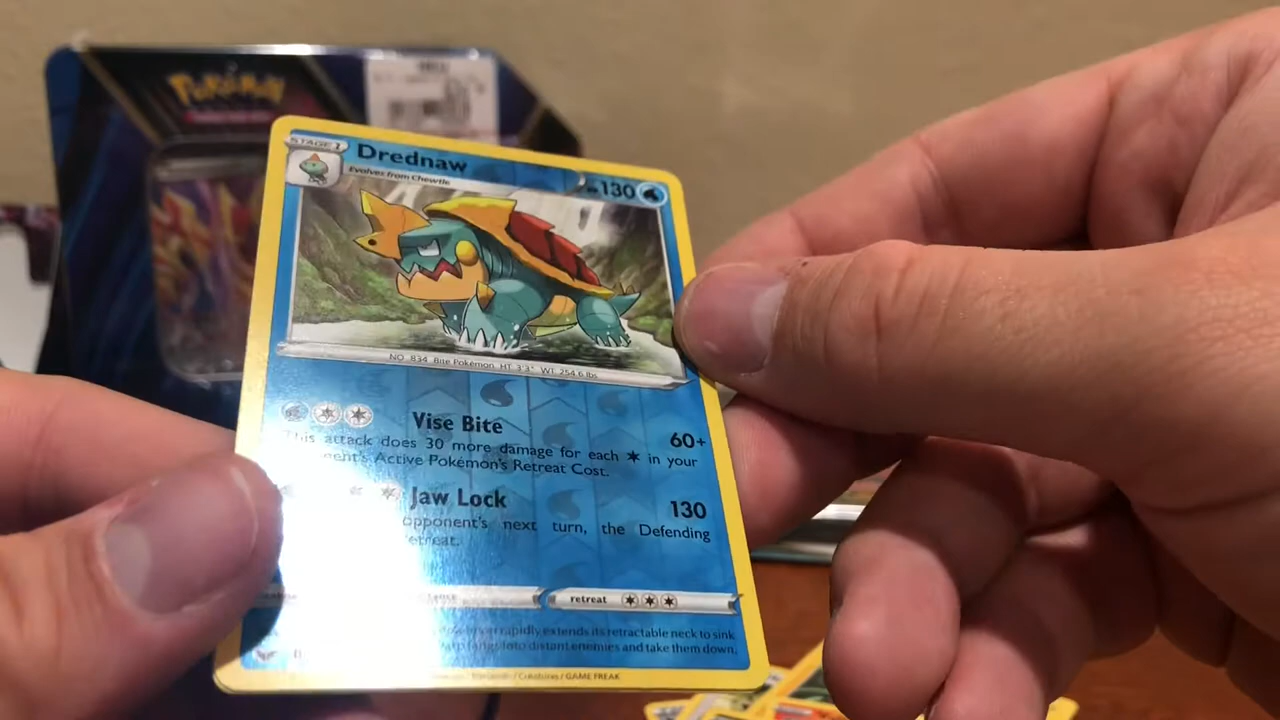 Pokémon
STAGE 1
Drednaw
Evolves from Chewtle
130
NO. 834 Bite Pokémon HT: 3'3" WT: 254.6 lbs.
Vise Bite
60+
This attack does 30 more damage for each in your
Active Pokémon's Retreat Cost.
Jaw Lock
130
opponent's next turn, the Defending
retreat
rapidly extends its retractable neck to sink
fangs into distant enemies and take them down.
/ Creatures / GAME FREAK